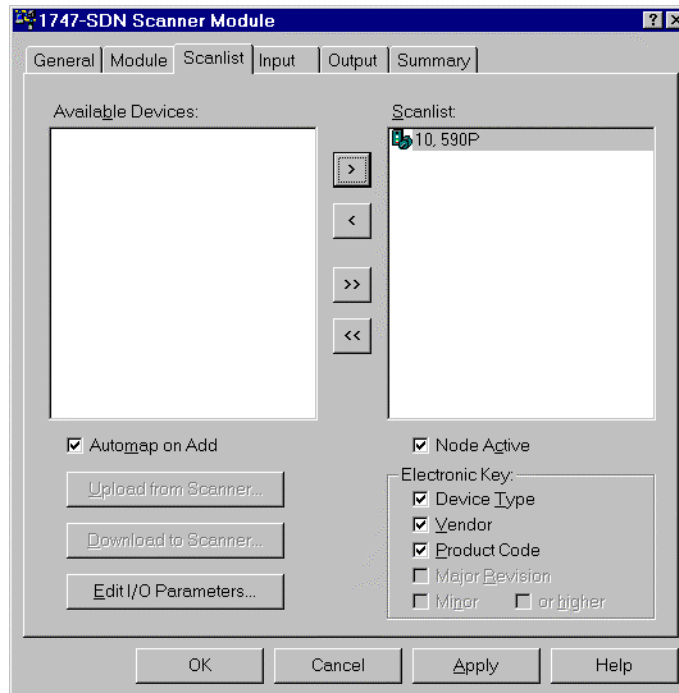 1747-SDN Scanner Module
General Module Scanlist Input Output Summary
Available Devices: Scanlist:
10, 590P
>
<
>>
<<
Automap on Add Node Active
Upload from Scanner... Electronic Key:
Device Type
Vendor
Download to Scanner... Product Code
Major Revision
Edit I/O Parameters... Minor or higher
OK Cancel Apply Help